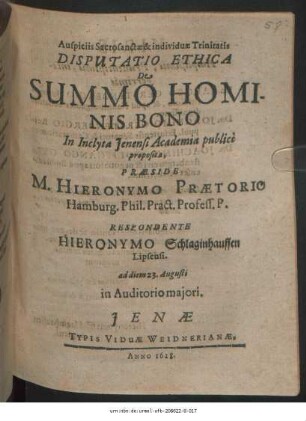 Auspiciis Sacrosanctæ & individuæ Trinitatis
DISPUTATIO ETHICA
De
SUMMO HOMI-
NIS BONO
In Inclyta Jenensi Academia publicè
proposita,
PRÆSIDE
M. HIERONYMO PRÆTORIO
Hamburg. Phil. Pract. Profess. P.
RESPONDENTE
HIERONYMO Schlaginhauffen
Lipsensi.
ad diem 23. Augusti
in Auditorio majori.
JENÆ
TYPIS VIDUÆ WEIDNERIANÆ,
ANNO 1628.